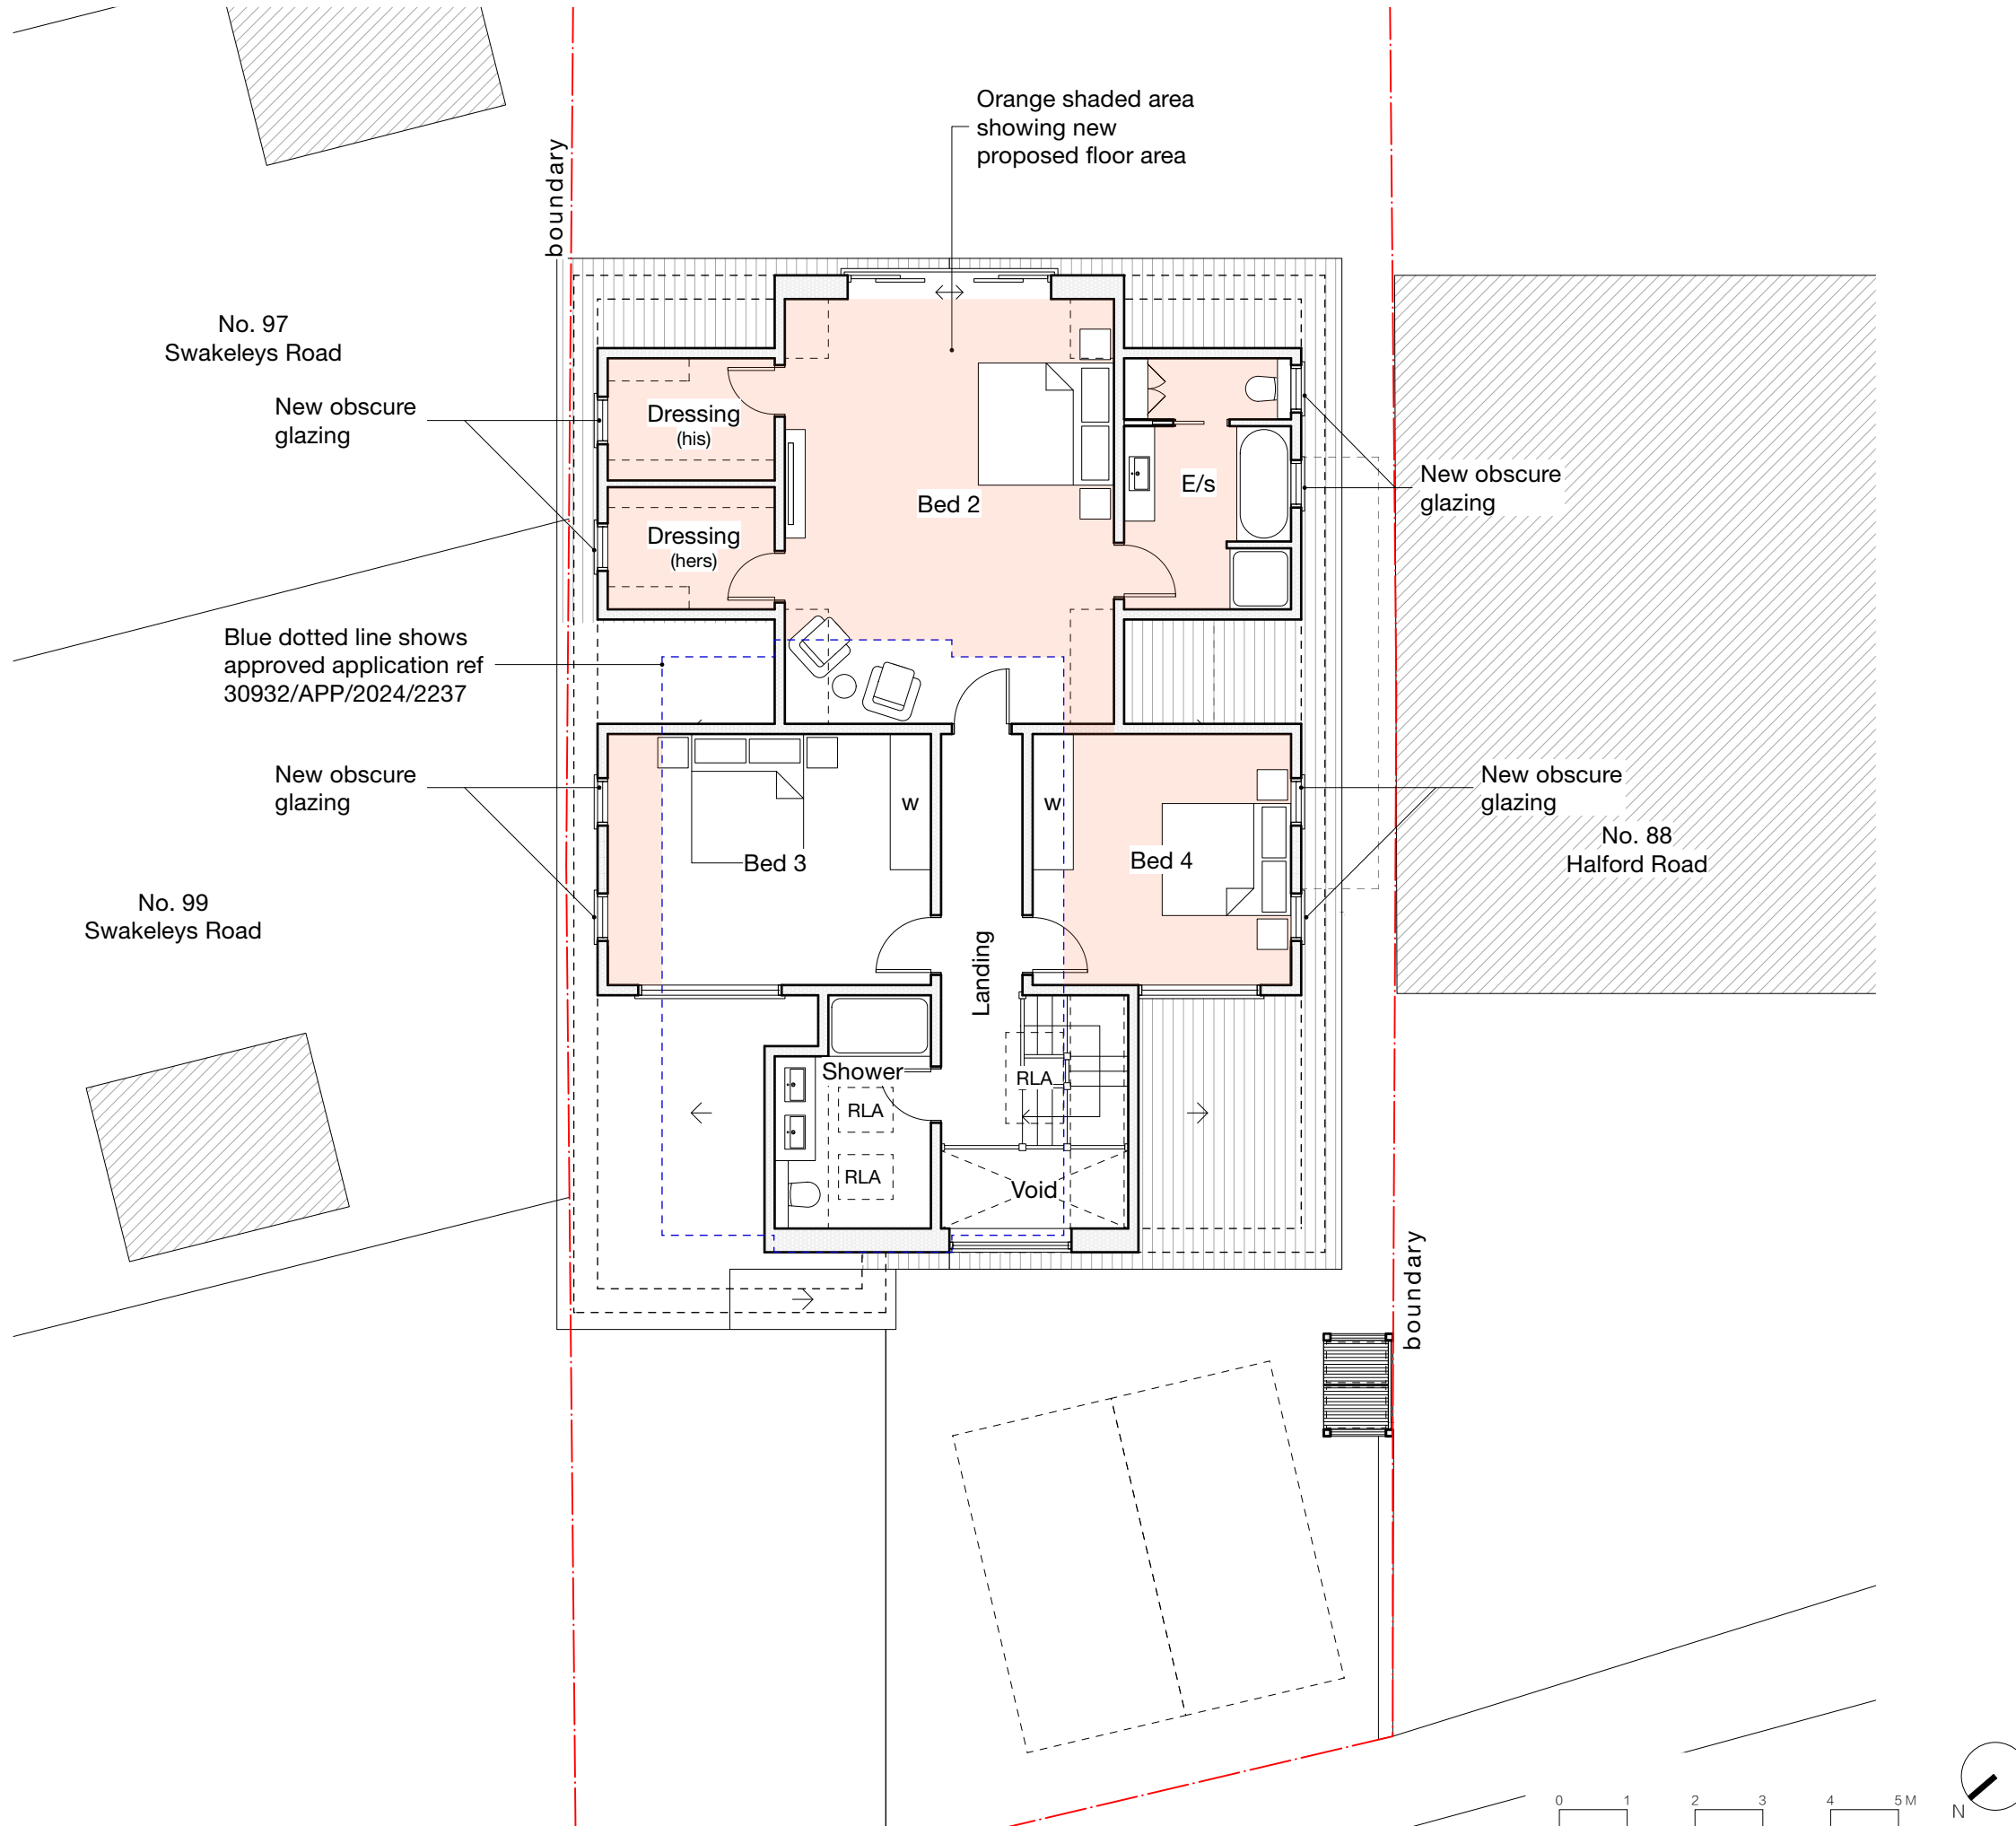 Orange shaded area
showing new
proposed floor area
boundary
No. 97
Swakeleys Road
New obscure
glazing
Dressing
(his)
Bed 2
E/s
New obscure
glazing
Dressing
(hers)
Blue dotted line shows
approved application ref
30932/APP/2024/2237
New obscure
glazing
w
w
Bed 3
Bed 4
New obscure
glazing
No. 88
Halford Road
No. 99
Swakeleys Road
Landing
Shower
RLA
RLA
RLA
Void
boundary
0 1 2 3 4 5 M
N